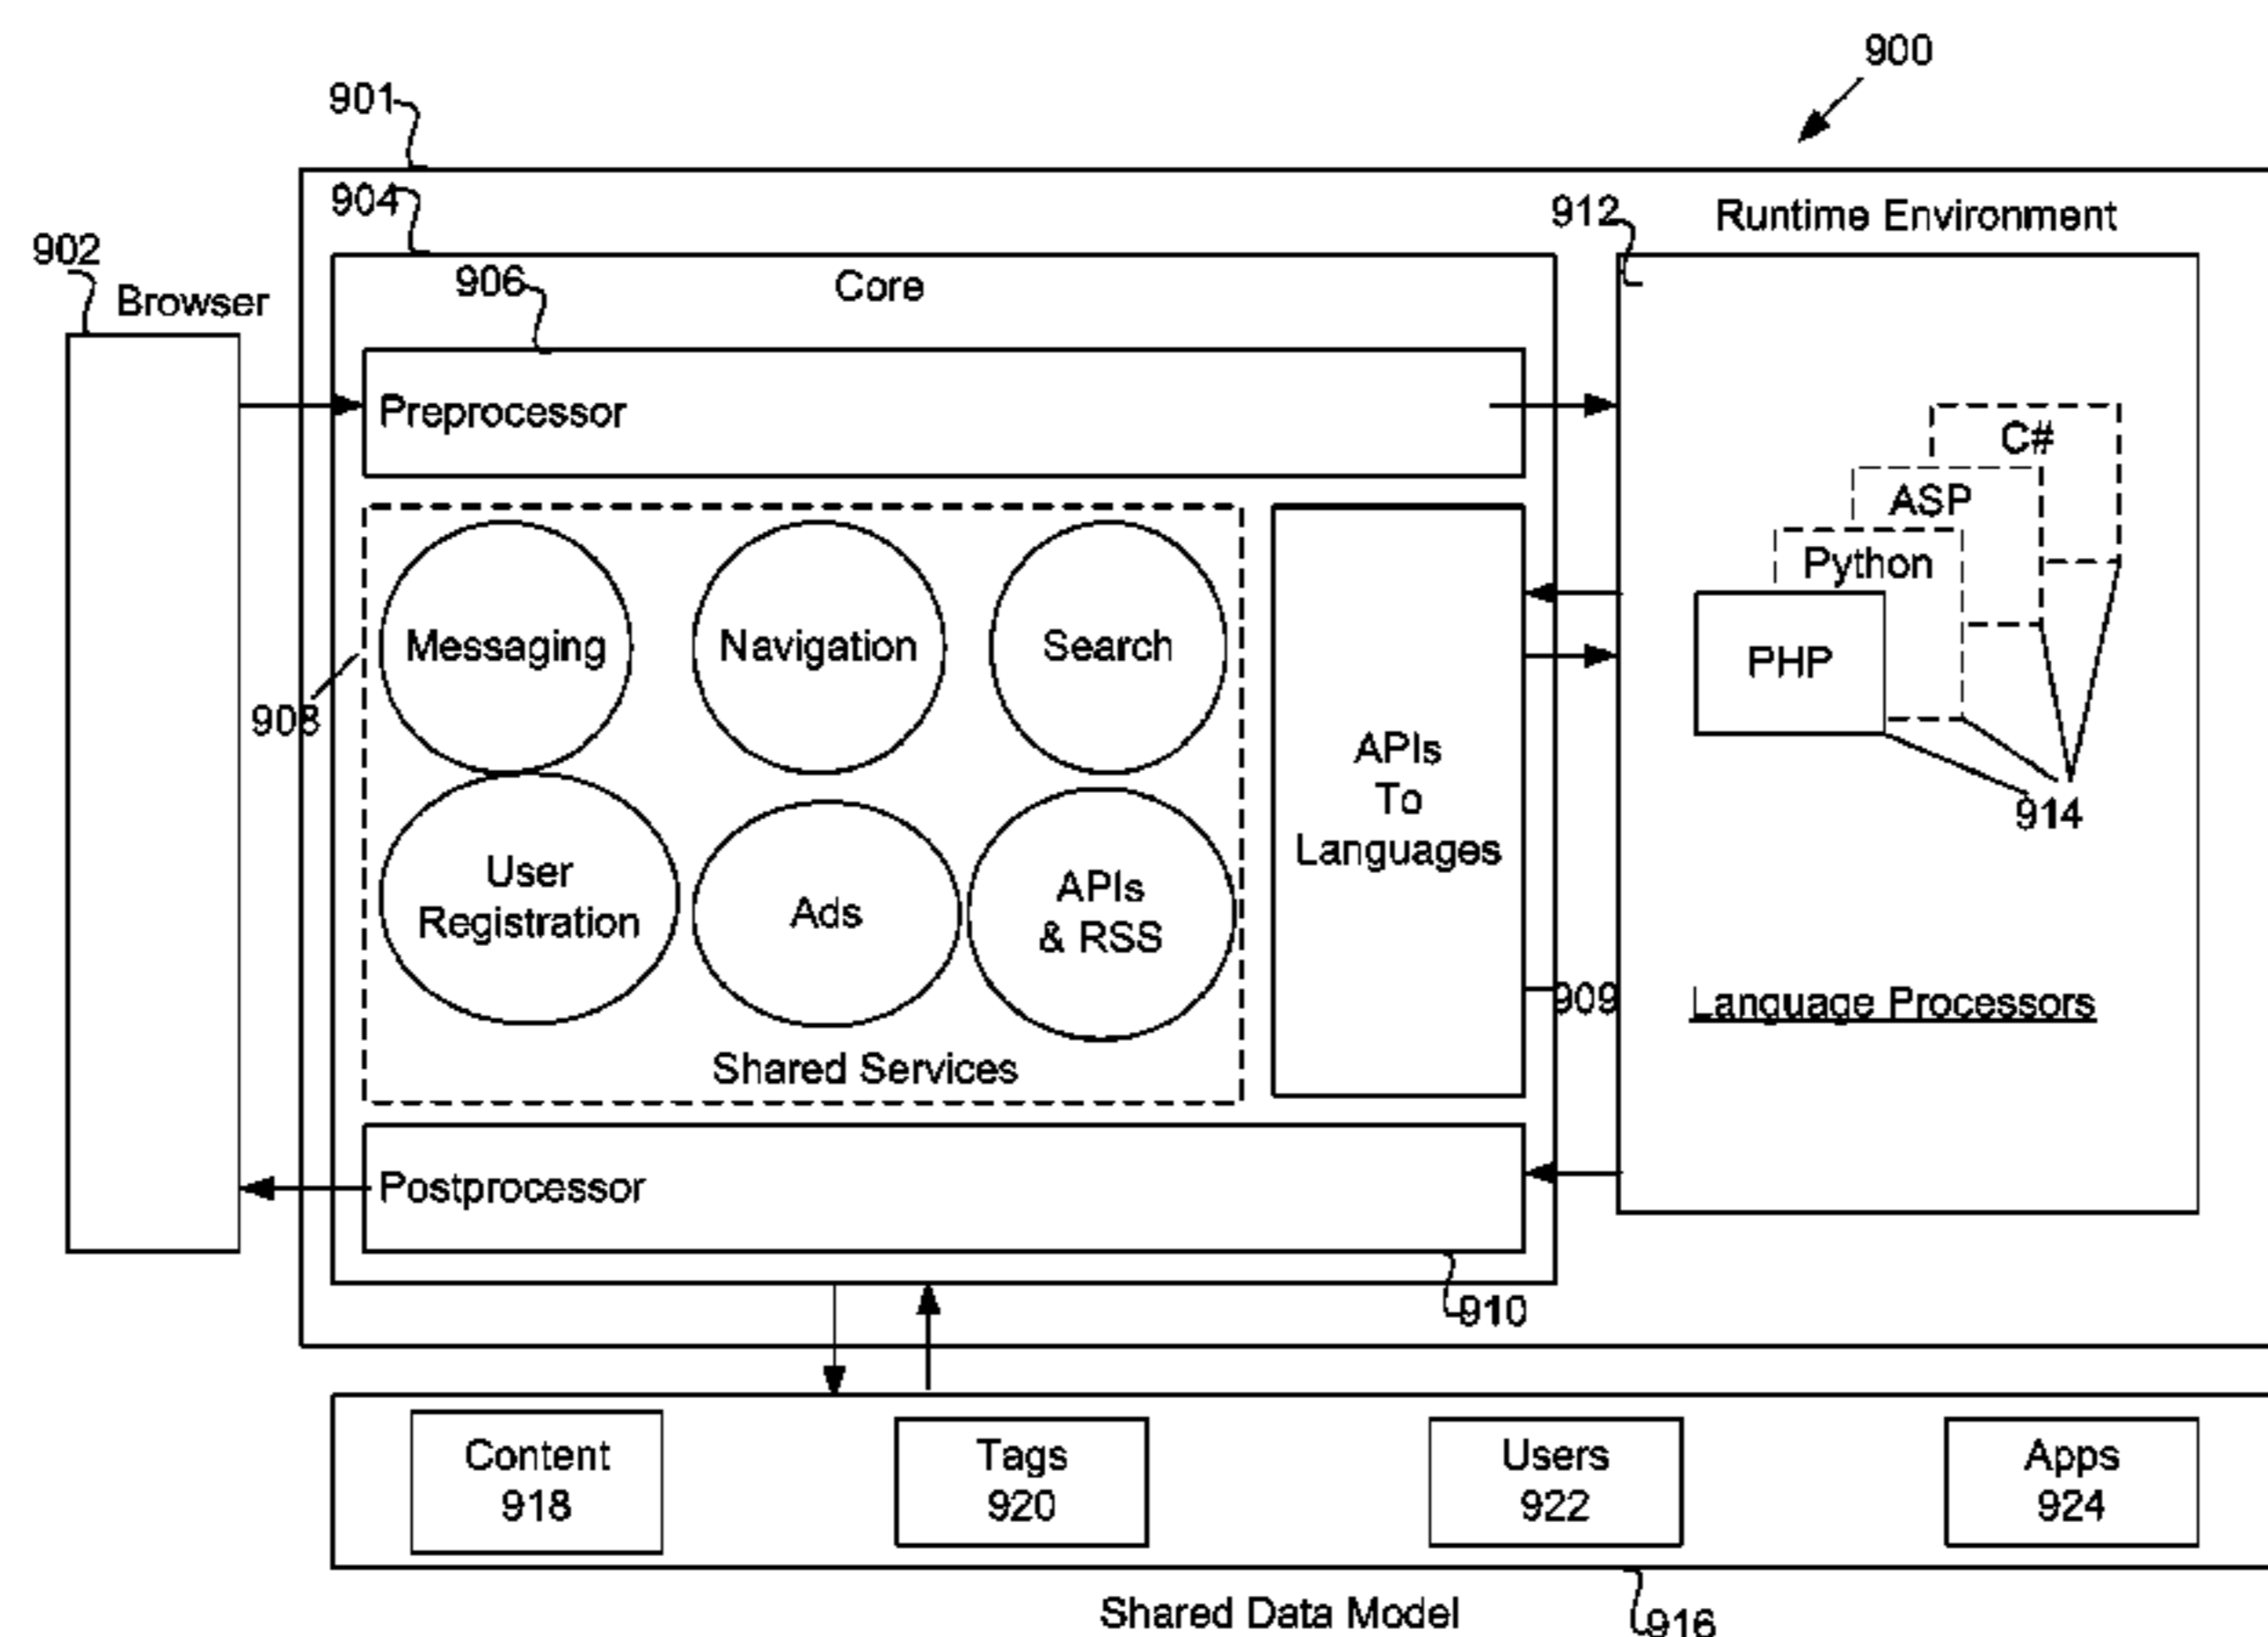 900
901
904
Runtime Environment
912
902
Browser
906
Core
Preprocessor
C#
ASP
Python
PHP
Messaging
Navigation
Search
908
APIs
To
Languages
914
User
Registration
Ads
APIs
& RSS
909
Language Processors
Shared Services
Postprocessor
910
Content
918
Tags
920
Users
922
Apps
924
Shared Data Model
916